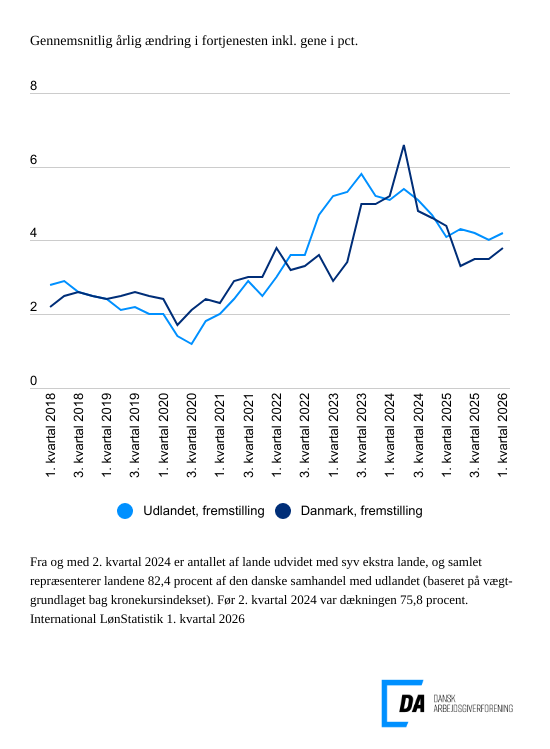 Gennemsnitlig årlig ændring i fortjenesten inkl. gene i pct.
8
6
4
2
0
1. kvartal 2018
3. kvartal 2018
1. kvartal 2019
3. kvartal 2019
1. kvartal 2020
3. kvartal 2020
1. kvartal 2021
3. kvartal 2021
1. kvartal 2022
3. kvartal 2022
1. kvartal 2023
3. kvartal 2023
1. kvartal 2024
3. kvartal 2024
1. kvartal 2025
3. kvartal 2025
1. kvartal 2026
Udlandet, fremstilling Danmark, fremstilling
Fra og med 2. kvartal 2024 er antallet af lande udvidet med syv ekstra lande, og samlet
repræsenterer landene 82,4 procent af den danske samhandel med udlandet (baseret på vægt-
grundlaget bag kronekursindekset). Før 2. kvartal 2024 var dækningen 75,8 procent.
International LønStatistik 1. kvartal 2026
DA DANSK
ARBEJDSGIVERFORENING